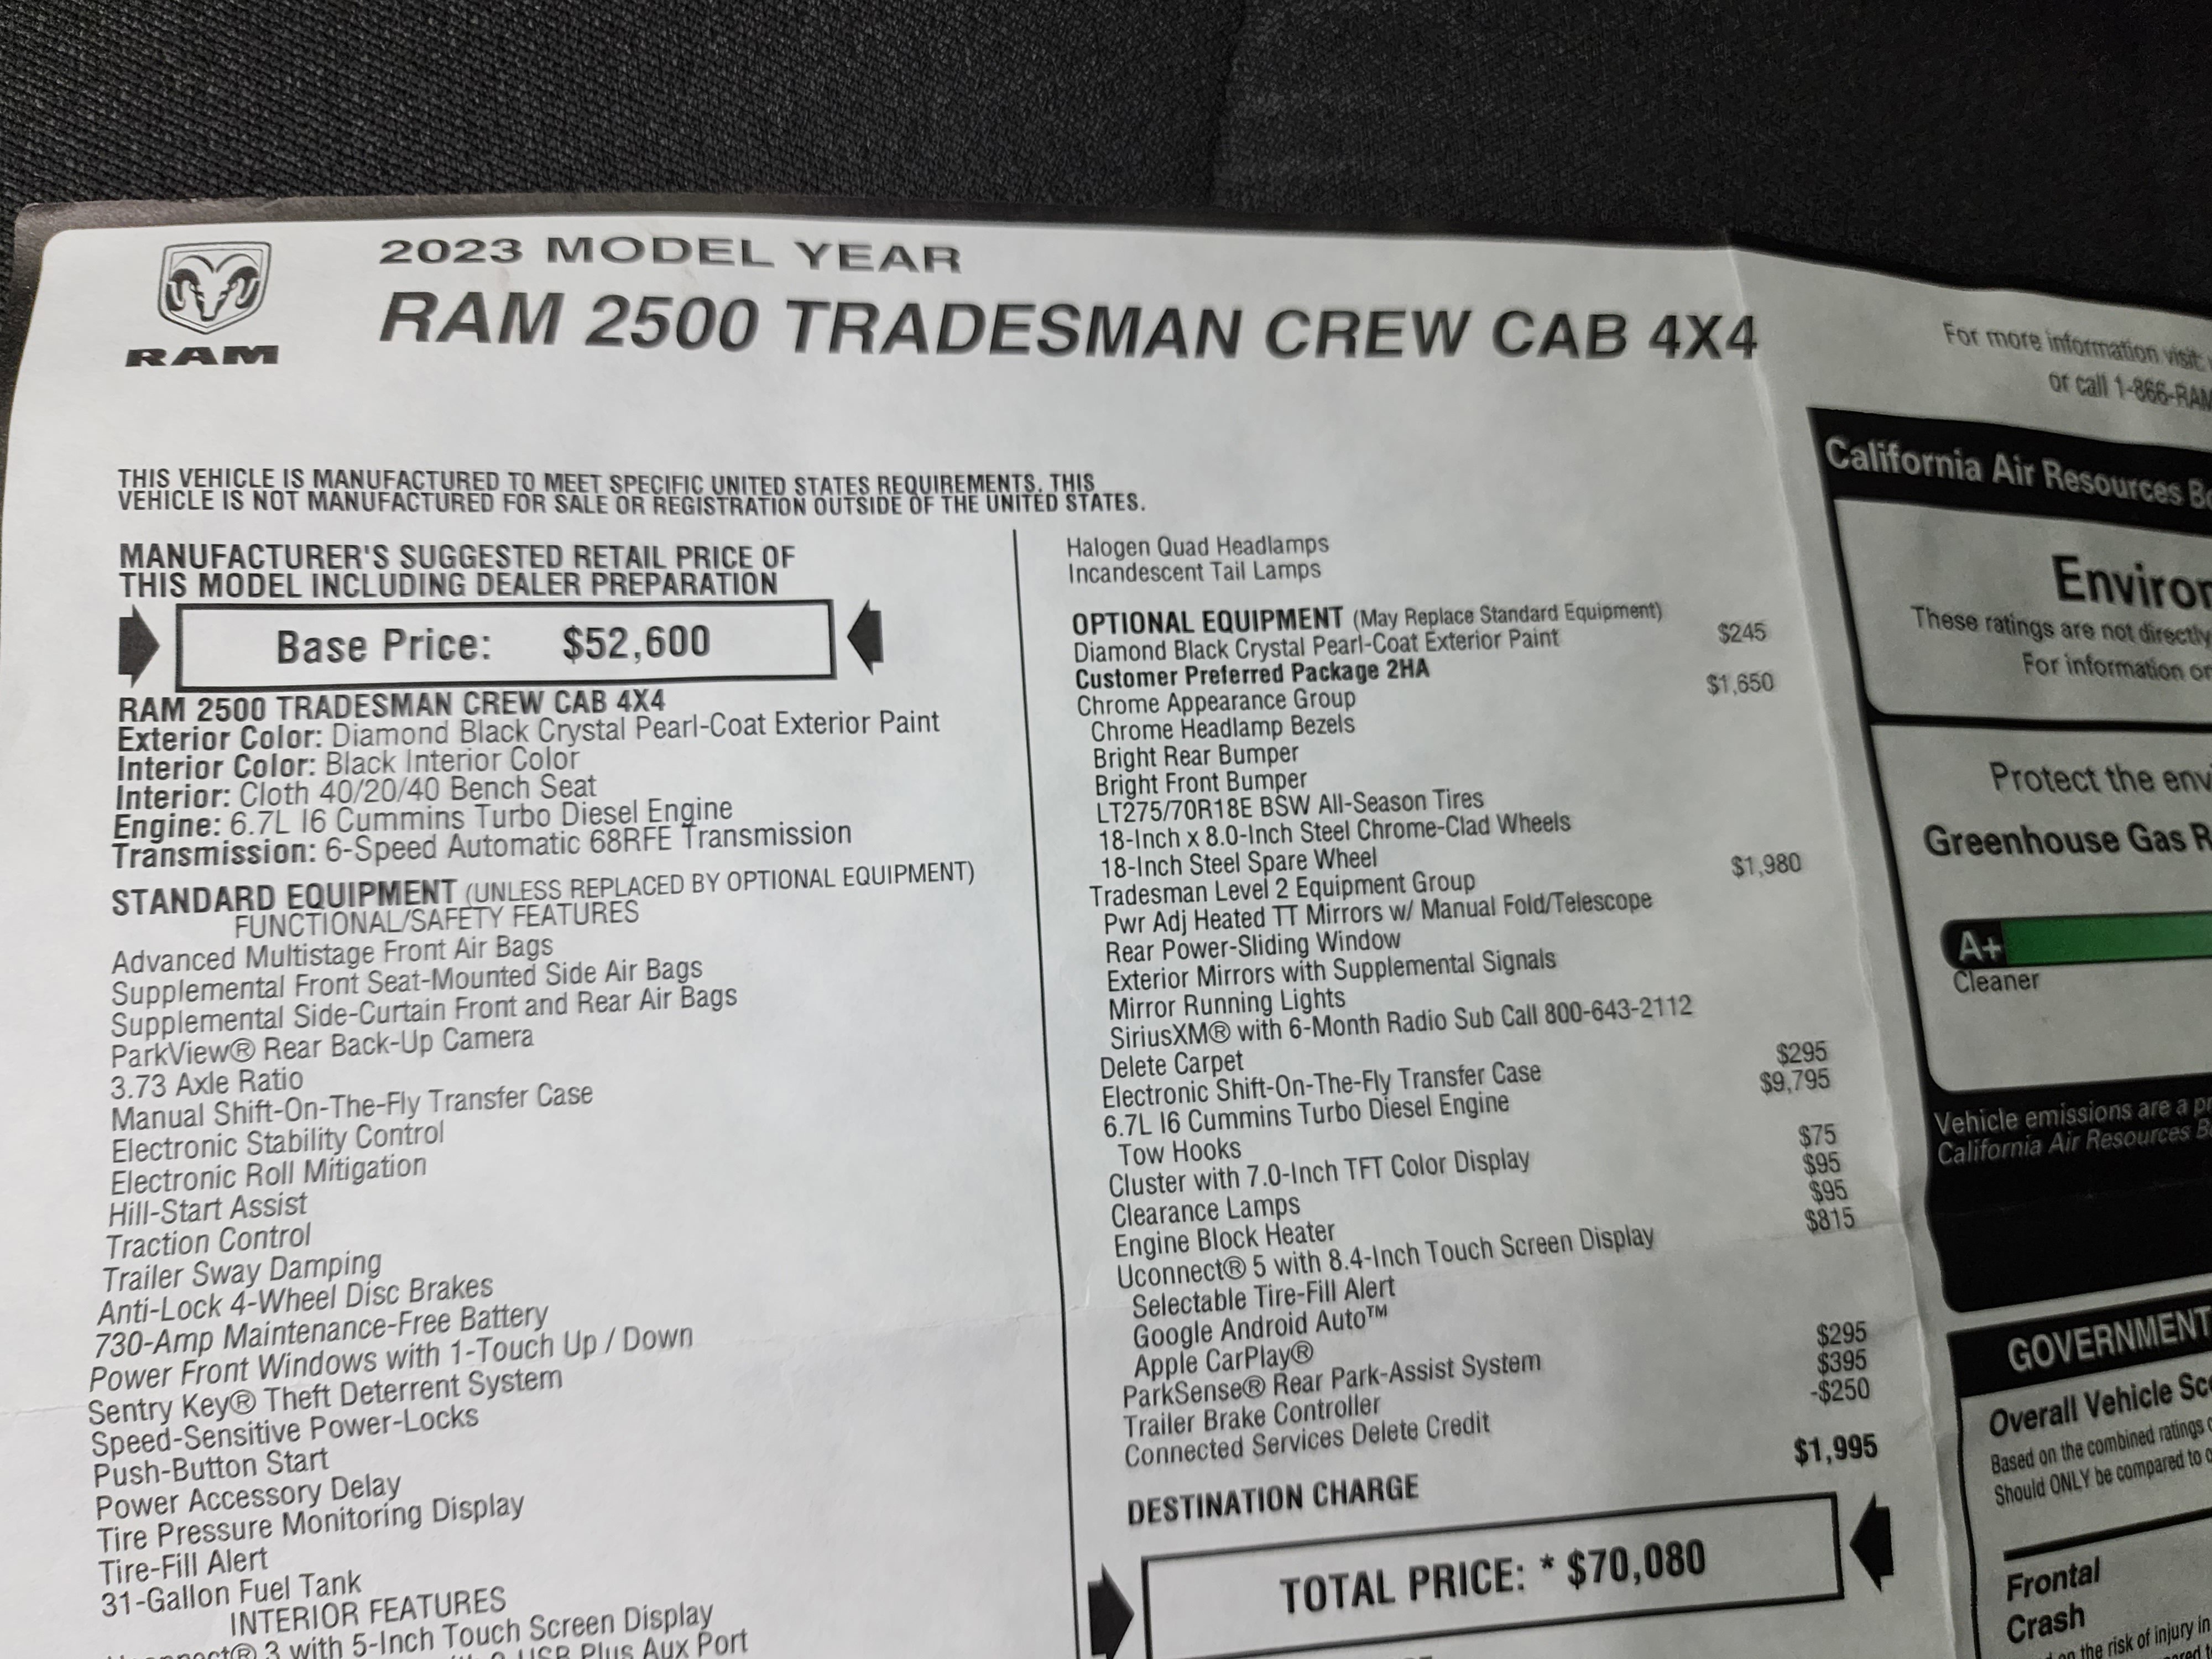 RAM
2023 MODEL YEAR
RAM 2500 TRADESMAN CREW CAB 4X4
THIS VEHICLE IS MANUFACTURED TO MEET SPECIFIC UNITED STATES REQUIREMENTS. THIS
VEHICLE IS NOT MANUFACTURED FOR SALE OR REGISTRATION OUTSIDE OF THE UNITED STATES.
MANUFACTURER'S SUGGESTED RETAIL PRICE OF
THIS MODEL INCLUDING DEALER PREPARATION
Base Price: $52,600
RAM 2500 TRADESMAN CREW CAB 4X4
Exterior Color: Diamond Black Crystal Pearl-Coat Exterior Paint
Interior Color: Black Interior Color
Interior: Cloth 40/20/40 Bench Seat
Engine: 6.7L I6 Cummins Turbo Diesel Engine
Transmission: 6-Speed Automatic 68RFE Transmission
STANDARD EQUIPMENT (UNLESS REPLACED BY OPTIONAL EQUIPMENT)
FUNCTIONAL/SAFETY FEATURES
Advanced Multistage Front Air Bags
Supplemental Front Seat-Mounted Side Air Bags
Supplemental Side-Curtain Front and Rear Air Bags
ParkView® Rear Back-Up Camera
3.73 Axle Ratio
Manual Shift-On-The-Fly Transfer Case
Electronic Stability Control
Electronic Roll Mitigation
Hill-Start Assist
Traction Control
Trailer Sway Damping
Anti-Lock 4-Wheel Disc Brakes
730-Amp Maintenance-Free Battery
Power Front Windows with 1-Touch Up / Down
Sentry Key® Theft Deterrent System
Speed-Sensitive Power-Locks
Push-Button Start
Power Accessory Delay
Tire Pressure Monitoring Display
Tire-Fill Alert
31-Gallon Fuel Tank
INTERIOR FEATURES
3 with 5-Inch Touch Screen Display
USB Plus Aux Port
Halogen Quad Headlamps
Incandescent Tail Lamps
OPTIONAL EQUIPMENT (May Replace Standard Equipment)
Diamond Black Crystal Pearl-Coat Exterior Paint $245
Customer Preferred Package 2HA
Chrome Appearance Group $1,650
Chrome Headlamp Bezels
Bright Rear Bumper
Bright Front Bumper
LT275/70R18E BSW All-Season Tires
18-Inch x 8.0-Inch Steel Chrome-Clad Wheels
18-Inch Steel Spare Wheel
Tradesman Level 2 Equipment Group $1,980
Pwr Adj Heated TT Mirrors w/ Manual Fold/Telescope
Rear Power-Sliding Window
Exterior Mirrors with Supplemental Signals
Mirror Running Lights
SiriusXM® with 6-Month Radio Sub Call 800-643-2112
Delete Carpet
Electronic Shift-On-The-Fly Transfer Case $295
6.7L I6 Cummins Turbo Diesel Engine $9,795
Tow Hooks
Cluster with 7.0-Inch TFT Color Display $75
Clearance Lamps $95
Engine Block Heater $95
Uconnect® 5 with 8.4-Inch Touch Screen Display $815
Selectable Tire-Fill Alert
Google Android Auto™
Apple CarPlay®
ParkSense® Rear Park-Assist System $295
Trailer Brake Controller $395
Connected Services Delete Credit -$250
DESTINATION CHARGE $1,995
TOTAL PRICE: * $70,080
For more information visit:
or call 1-866-RAM
California Air Resources
Environ
These ratings are not directly
For information or
Protect the envi
Greenhouse Gas R
A+
Cleaner
Vehicle emissions are a pr
California Air Resources B
GOVERNMENT
Overall Vehicle Sco
Based on the combined ratings
Should ONLY be compared to
Frontal
Crash
on the risk of injury in